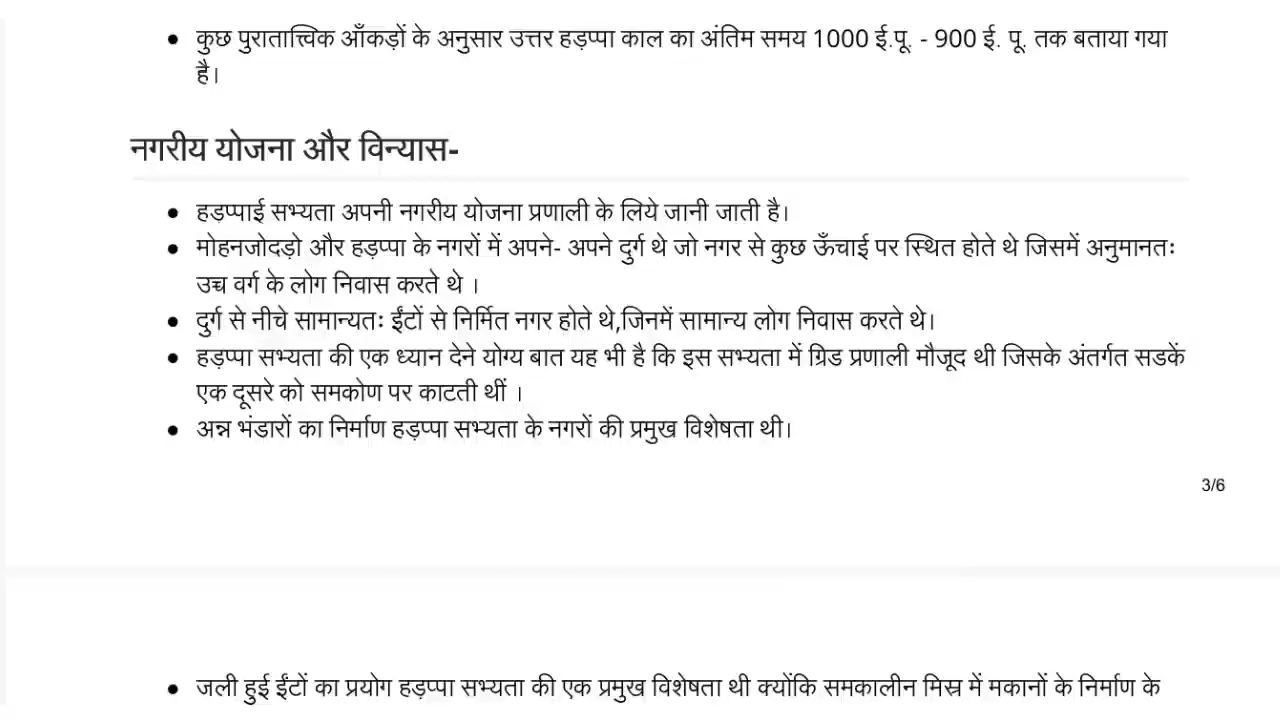 • कुछ पुरातात्त्विक आँकड़ों के अनुसार उत्तर हड़प्पा काल का अंतिम समय 1000 ई.पू. - 900 ई. पू. तक बताया गया
है।
नगरीय योजना और विन्यास-
• हड़प्पाई सभ्यता अपनी नगरीय योजना प्रणाली के लिये जानी जाती है।
• मोहनजोदड़ो और हड़प्पा के नगरों में अपने- अपने दुर्ग थे जो नगर से कुछ ऊँचाई पर स्थित होते थे जिसमें अनुमानतः
उच्च वर्ग के लोग निवास करते थे ।
• दुर्ग से नीचे सामान्यतः ईंटों से निर्मित नगर होते थे,जिनमें सामान्य लोग निवास करते थे।
• हड़प्पा सभ्यता की एक ध्यान देने योग्य बात यह भी है कि इस सभ्यता में ग्रिड प्रणाली मौजूद थी जिसके अंतर्गत सडकें
एक दूसरे को समकोण पर काटती थीं ।
• अन्न भंडारों का निर्माण हड़प्पा सभ्यता के नगरों की प्रमुख विशेषता थी।
3/6
• जली हुई ईंटों का प्रयोग हड़प्पा सभ्यता की एक प्रमुख विशेषता थी क्योंकि समकालीन मिस्र में मकानों के निर्माण के